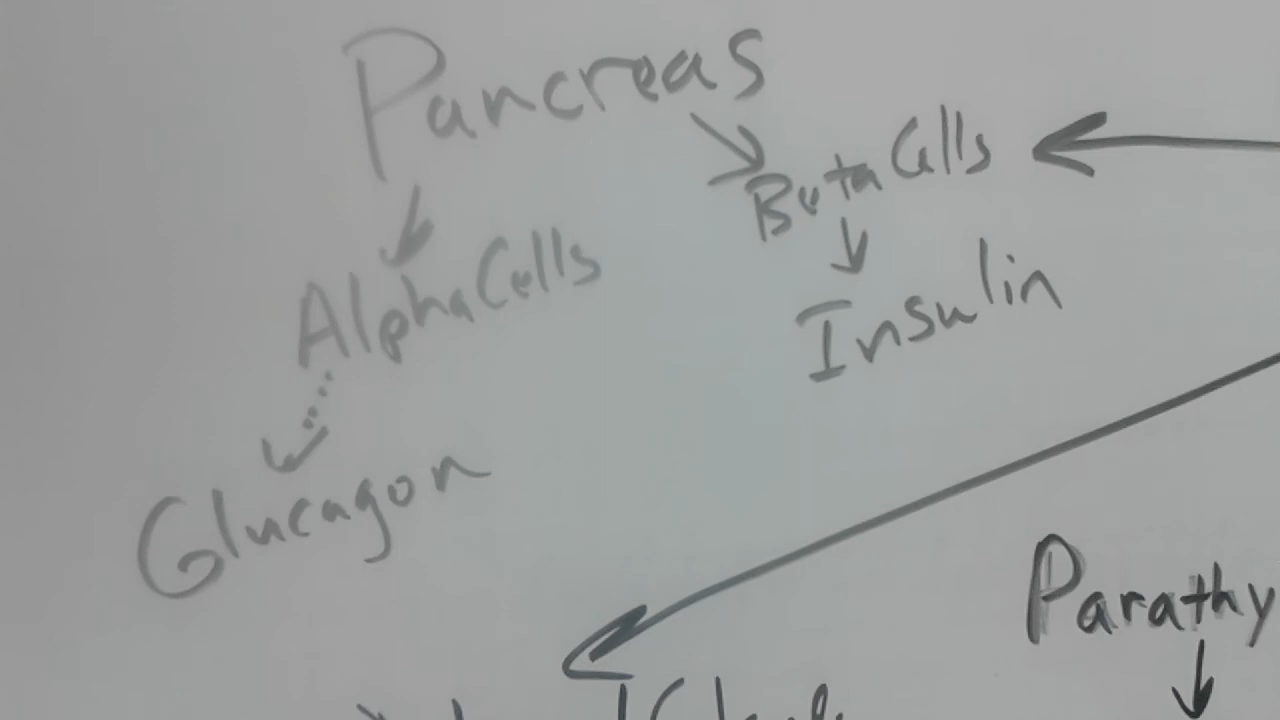 Pancreas
Beta Cells
Alpha Cells
Insulin
Glucagon
Parathy